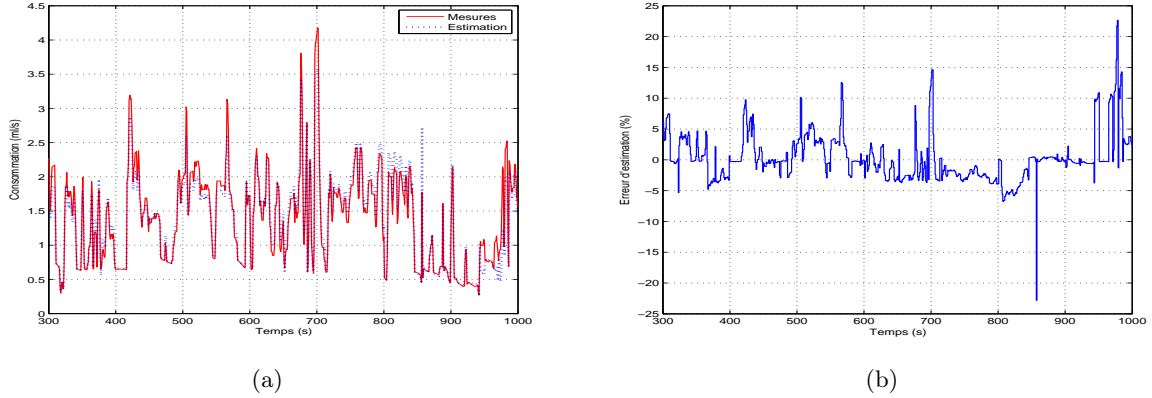 4.5
4
3.5
3
2.5
2
1.5
1
0.5
0
Consommation (ml/s)
Mesures
Estimation
300 400 500 600 700 800 900 1000
Temps (s)
(a)
25
20
15
10
5
0
−5
−10
−15
−20
−25
Erreur d'estimation (%)
300 400 500 600 700 800 900 1000
Temps (s)
(b)